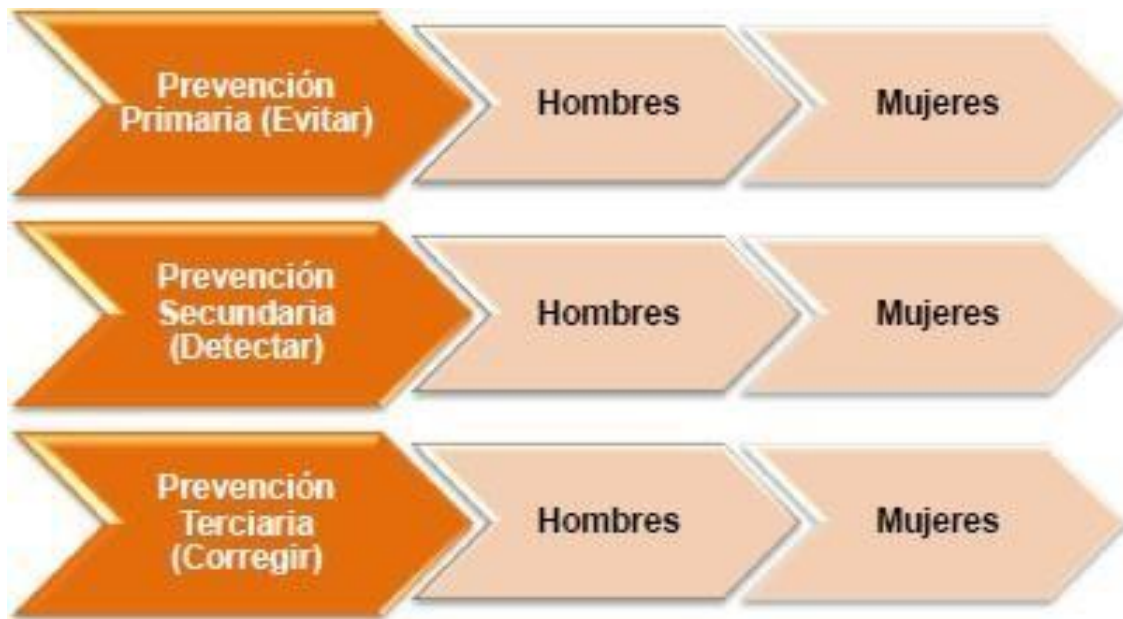 Prevención
Primaria (Evitar)
Hombres
Mujeres
Prevención
Secundaria
(Detectar)
Hombres
Mujeres
Prevención
Terciaria
(Corregir)
Hombres
Mujeres